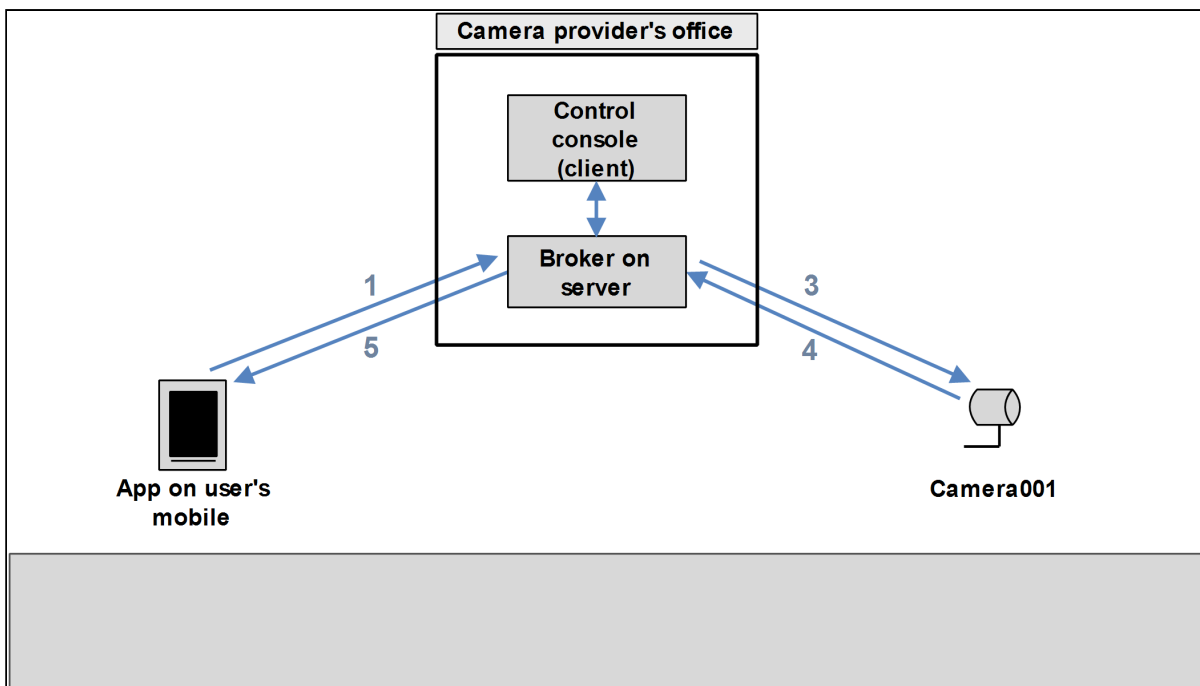 Camera provider's office
Control
console
(client)
Broker on
server
1
5
3
4
App on user's
mobile
Camera001